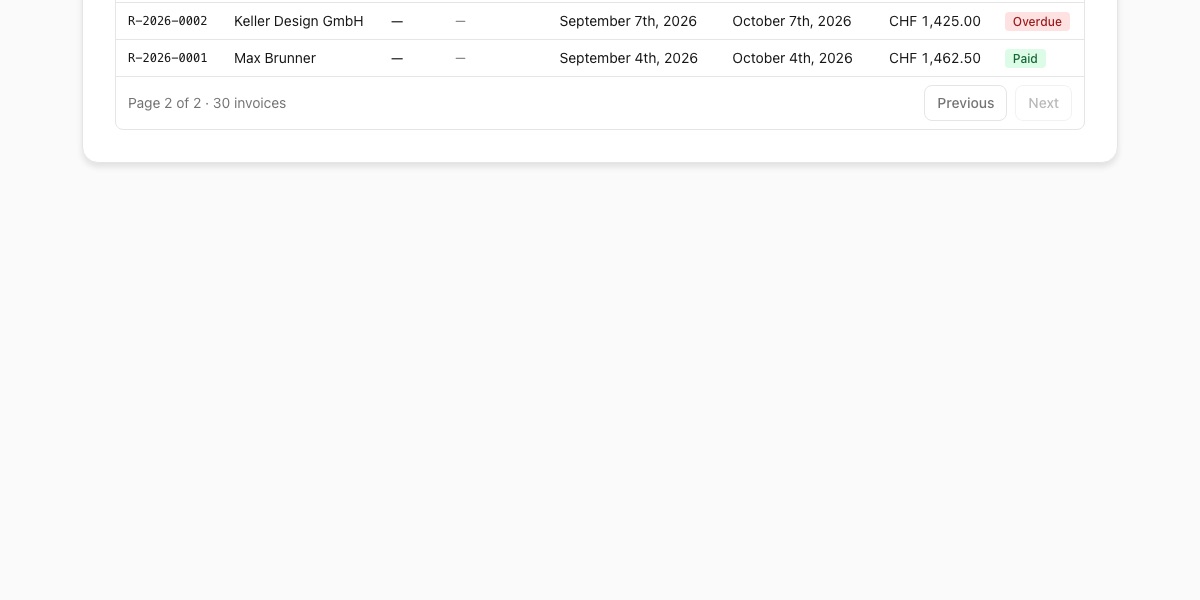 R-2026-0002 Keller Design GmbH — — September 7th, 2026 October 7th, 2026 CHF 1,425.00 Overdue
R-2026-0001 Max Brunner — — September 4th, 2026 October 4th, 2026 CHF 1,462.50 Paid
Page 2 of 2 · 30 invoices Previous Next